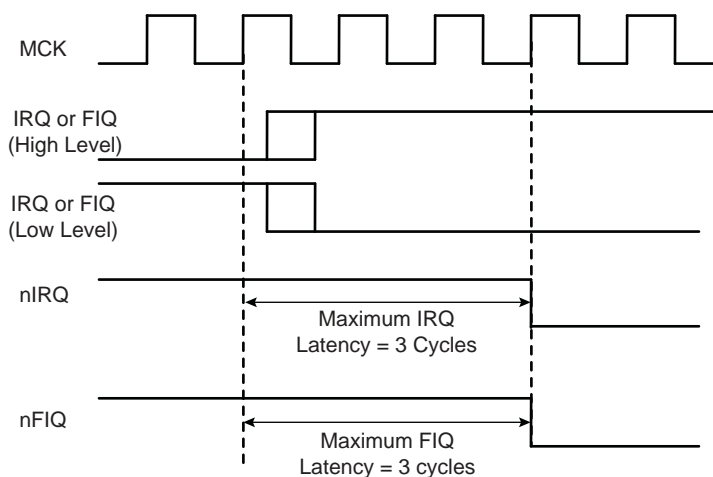 MCK
IRQ or FIQ
(High Level)
IRQ or FIQ
(Low Level)
nIRQ
Maximum IRQ
Latency = 3 Cycles
nFIQ
Maximum FIQ
Latency = 3 cycles